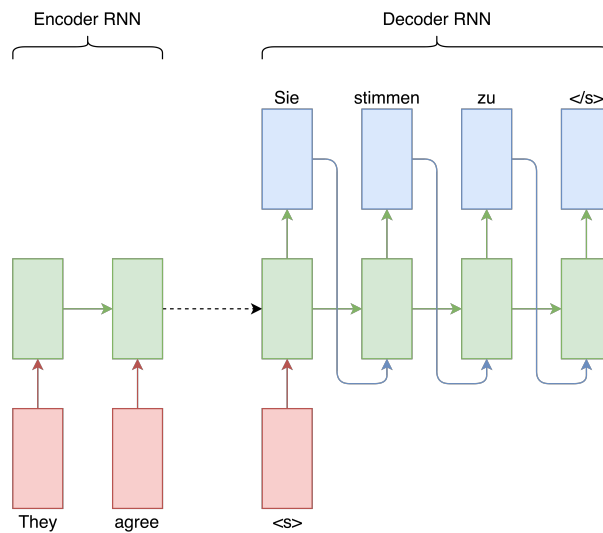 Encoder RNN
Decoder RNN
Sie stimmen zu </s>
They agree <s>